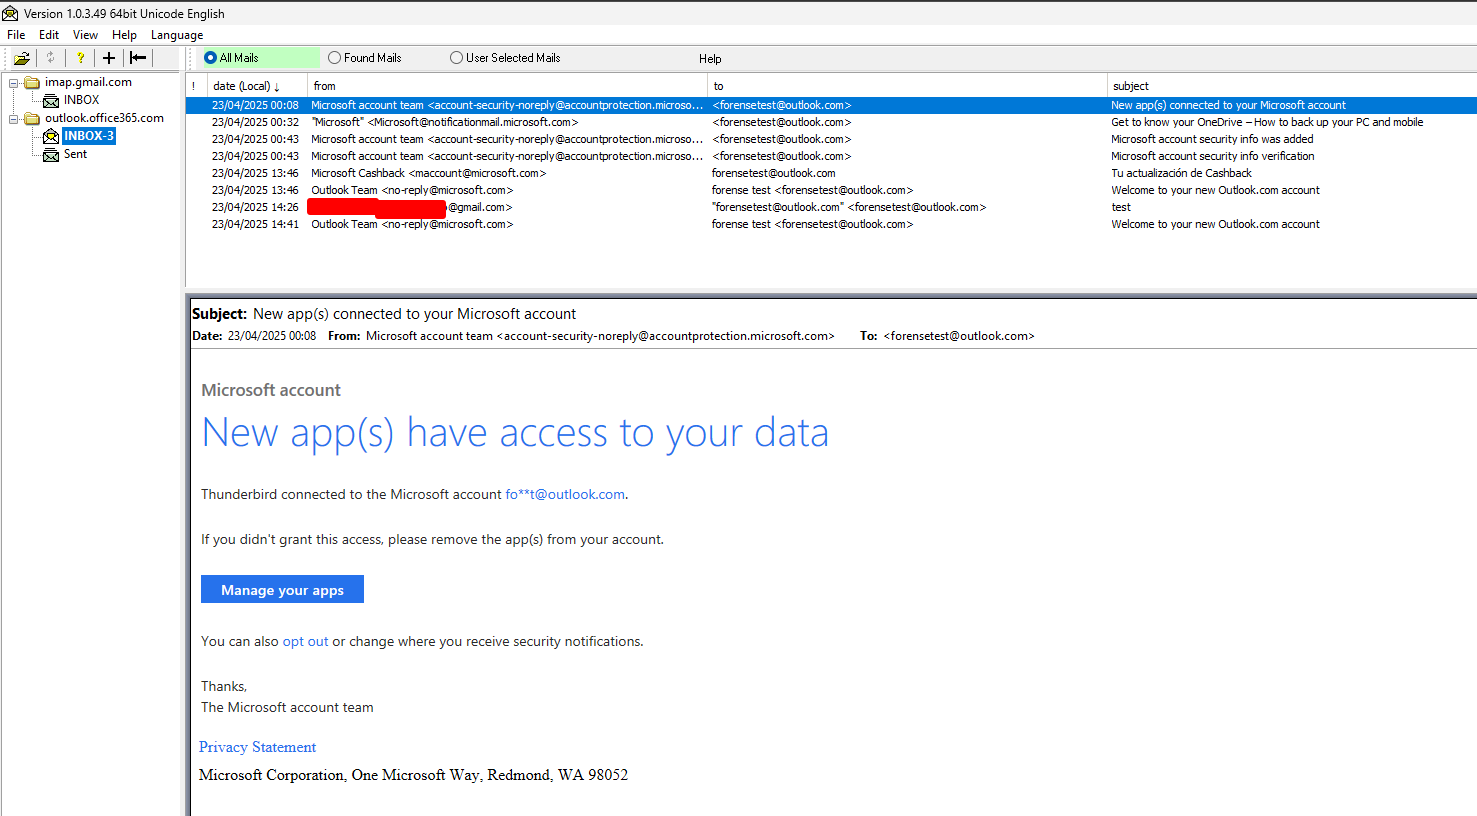 Version 1.0.3.49 64bit Unicode English
File Edit View Help Language
All Mails Found Mails User Selected Mails Help
imap.gmail.com
INBOX
outlook.office365.com
INBOX-3
Sent
! date (Local) ↓ from to subject
23/04/2025 00:08 Microsoft account team <account-security-noreply@accountprotection.microso... <forensetest@outlook.com> New app(s) connected to your Microsoft account
23/04/2025 00:32 "Microsoft" <Microsoft@notificationmail.microsoft.com> <forensetest@outlook.com> Get to know your OneDrive – How to back up your PC and mobile
23/04/2025 00:43 Microsoft account team <account-security-noreply@accountprotection.microso... <forensetest@outlook.com> Microsoft account security info was added
23/04/2025 00:43 Microsoft account team <account-security-noreply@accountprotection.microso... <forensetest@outlook.com> Microsoft account security info verification
23/04/2025 13:46 Microsoft Cashback <maccount@microsoft.com> forensetest@outlook.com Tu actualización de Cashback
23/04/2025 13:46 Outlook Team <no-reply@microsoft.com> forense test <forensetest@outlook.com> Welcome to your new Outlook.com account
23/04/2025 14:26 @gmail.com> "forensetest@outlook.com" <forensetest@outlook.com> test
23/04/2025 14:41 Outlook Team <no-reply@microsoft.com> forense test <forensetest@outlook.com> Welcome to your new Outlook.com account
Subject: New app(s) connected to your Microsoft account
Date: 23/04/2025 00:08 From: Microsoft account team <account-security-noreply@accountprotection.microsoft.com> To: <forensetest@outlook.com>
Microsoft account
New app(s) have access to your data
Thunderbird connected to the Microsoft account fo**t@outlook.com.
If you didn't grant this access, please remove the app(s) from your account.
Manage your apps
You can also opt out or change where you receive security notifications.
Thanks,
The Microsoft account team
Privacy Statement
Microsoft Corporation, One Microsoft Way, Redmond, WA 98052